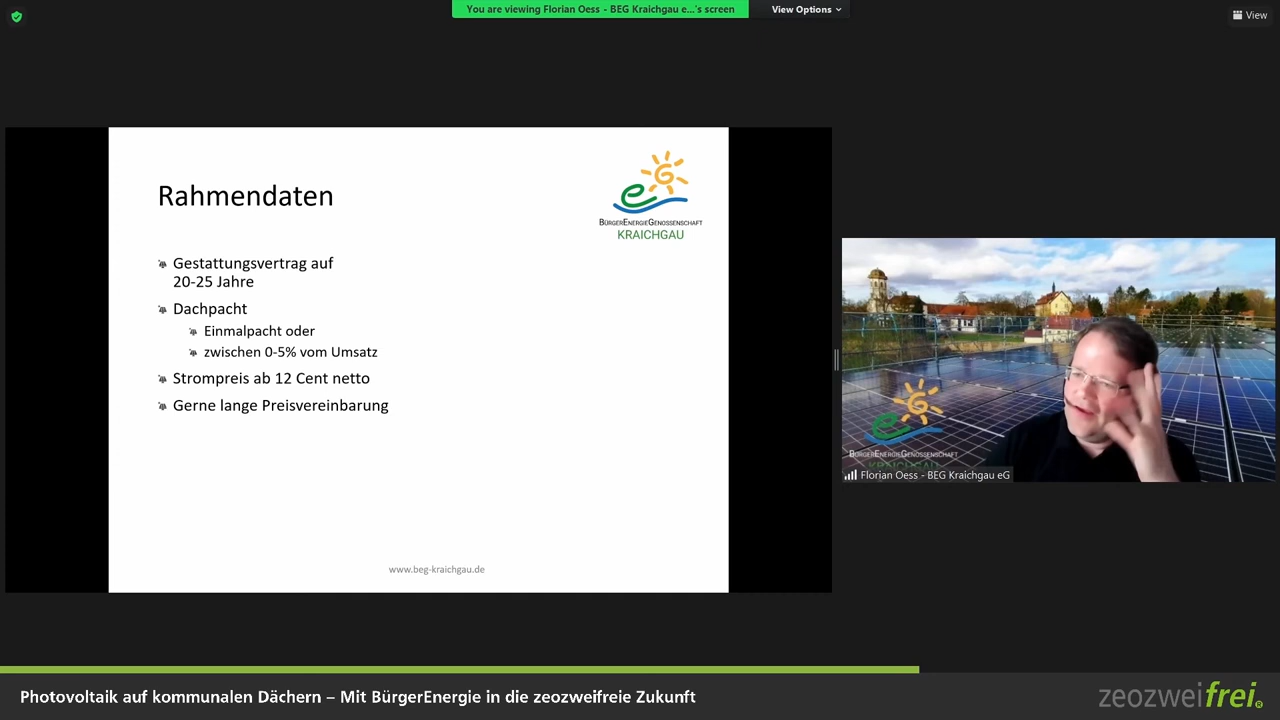 You are viewing Florian Oess - BEG Kraichgau e...'s screen
View Options
View
Rahmendaten
BÜRGERENERGIEGENOSSENSCHAFT
KRAICHGAU
Gestattungsvertrag auf
20-25 Jahre
Dachpacht
Einmalpacht oder
zwischen 0-5% vom Umsatz
Strompreis ab 12 Cent netto
Gerne lange Preisvereinbarung
www.beg-kraichgau.de
BÜRGERENERGIEGENOSSENSCHAFT
KRAICHGAU
Florian Oess - BEG Kraichgau eG
Photovoltaik auf kommunalen Dächern – Mit BürgerEnergie in die zeozweifreie Zukunft
zeozweifrei.